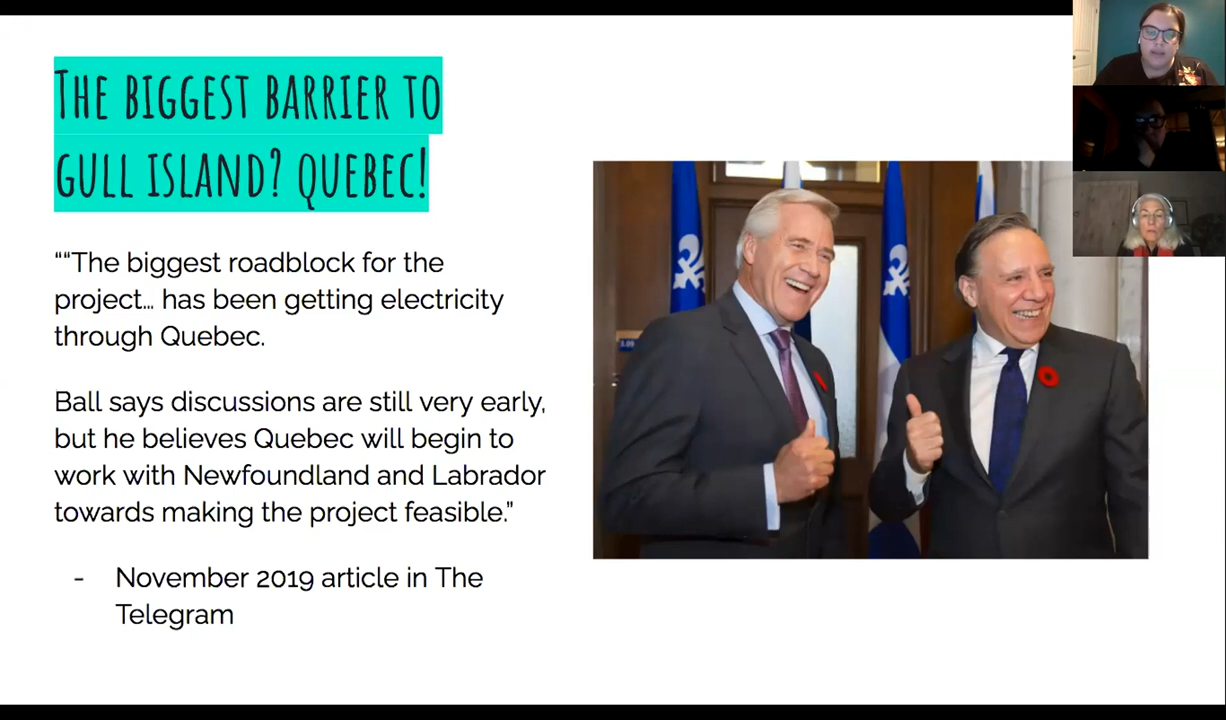 THE BIGGEST BARRIER TO
GULL ISLAND? QUEBEC!
““The biggest roadblock for the
project… has been getting electricity
through Quebec.
Ball says discussions are still very early,
but he believes Quebec will begin to
work with Newfoundland and Labrador
towards making the project feasible.”
- November 2019 article in The
Telegram
3.09